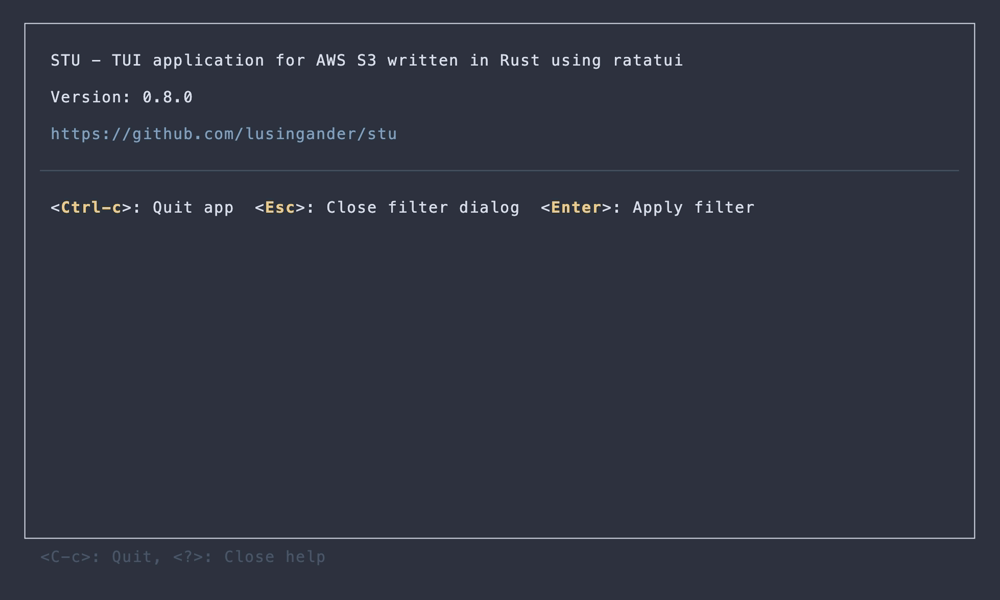 STU - TUI application for AWS S3 written in Rust using ratatui
Version: 0.8.0
https://github.com/lusingander/stu
<Ctrl-c>: Quit app  <Esc>: Close filter dialog  <Enter>: Apply filter
<C-c>: Quit, <?>: Close help